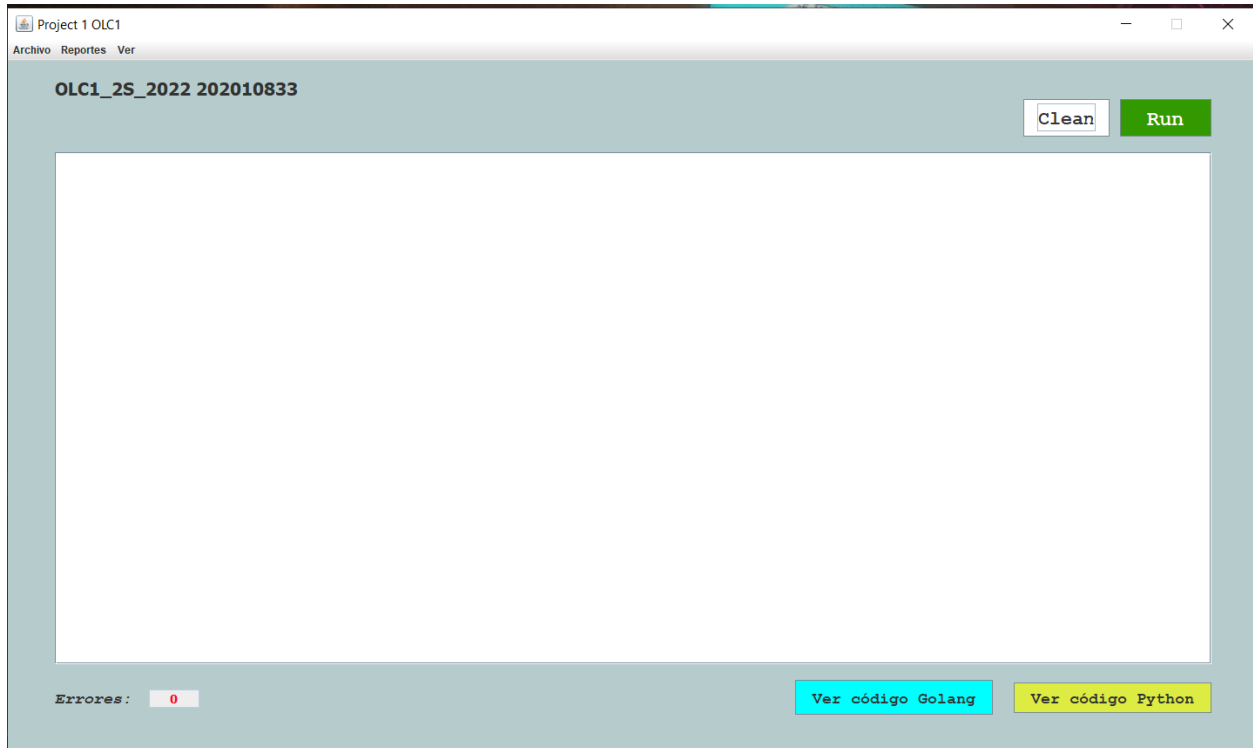 Project 1 OLC1
Archivo Reportes Ver
OLC1_2S_2022 202010833
Clean Run
Errores: 0 Ver código Golang Ver código Python